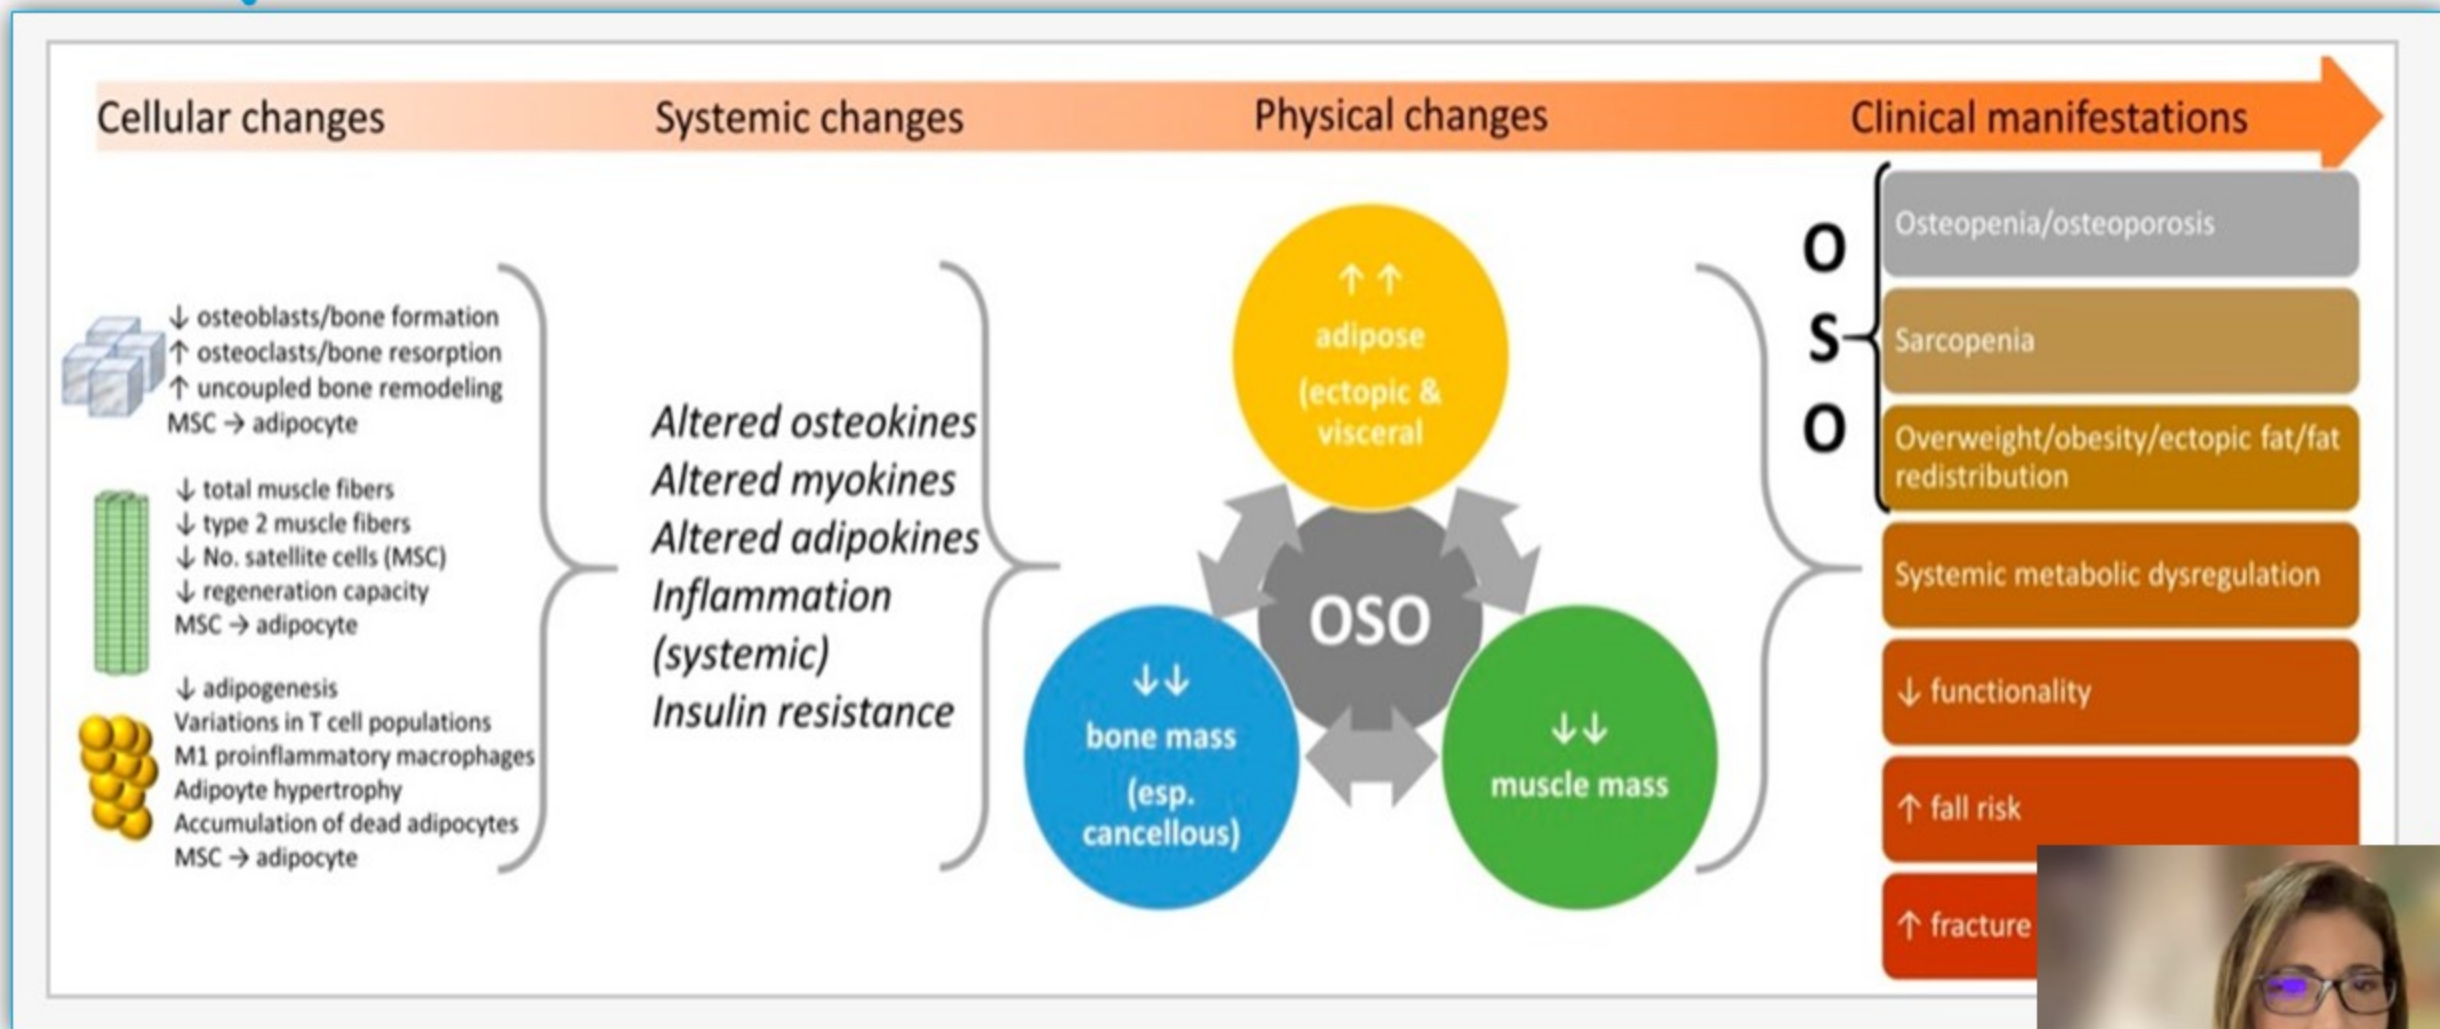 Cellular changes
Systemic changes
Physical changes
Clinical manifestations
↓ osteoblasts/bone formation
↑ osteoclasts/bone resorption
↑ uncoupled bone remodeling
MSC → adipocyte
↓ total muscle fibers
↓ type 2 muscle fibers
↓ No. satellite cells (MSC)
↓ regeneration capacity
MSC → adipocyte
↓ adipogenesis
Variations in T cell populations
M1 proinflammatory macrophages
Adipoyte hypertrophy
Accumulation of dead adipocytes
MSC → adipocyte
Altered osteokines
Altered myokines
Altered adipokines
Inflammation
(systemic)
Insulin resistance
↑ ↑
adipose
(ectopic &
visceral
OSO
↓↓
bone mass
(esp.
cancellous)
↓↓
muscle mass
O
S
O
Osteopenia/osteoporosis
Sarcopenia
Overweight/obesity/ectopic fat/fat
redistribution
Systemic metabolic dysregulation
↓ functionality
↑ fall risk
↑ fracture